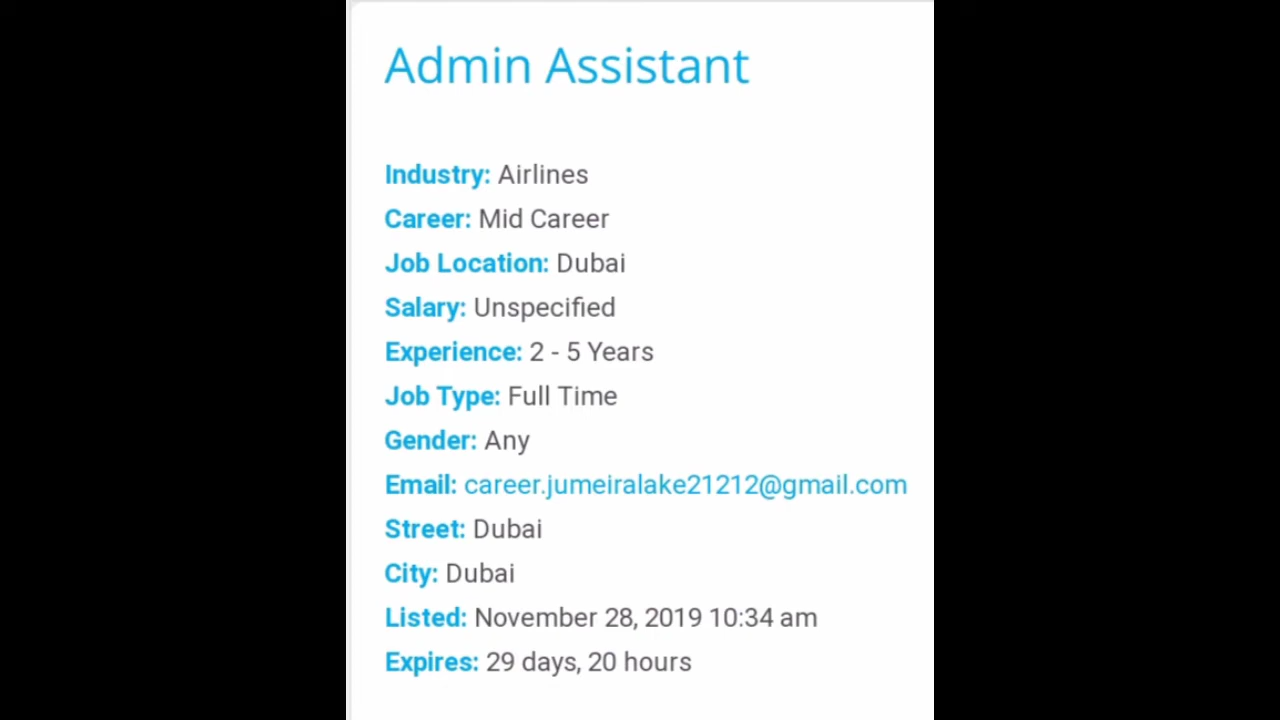 Admin Assistant
Industry: Airlines
Career: Mid Career
Job Location: Dubai
Salary: Unspecified
Experience: 2 - 5 Years
Job Type: Full Time
Gender: Any
Email: career.jumeiralake21212@gmail.com
Street: Dubai
City: Dubai
Listed: November 28, 2019 10:34 am
Expires: 29 days, 20 hours